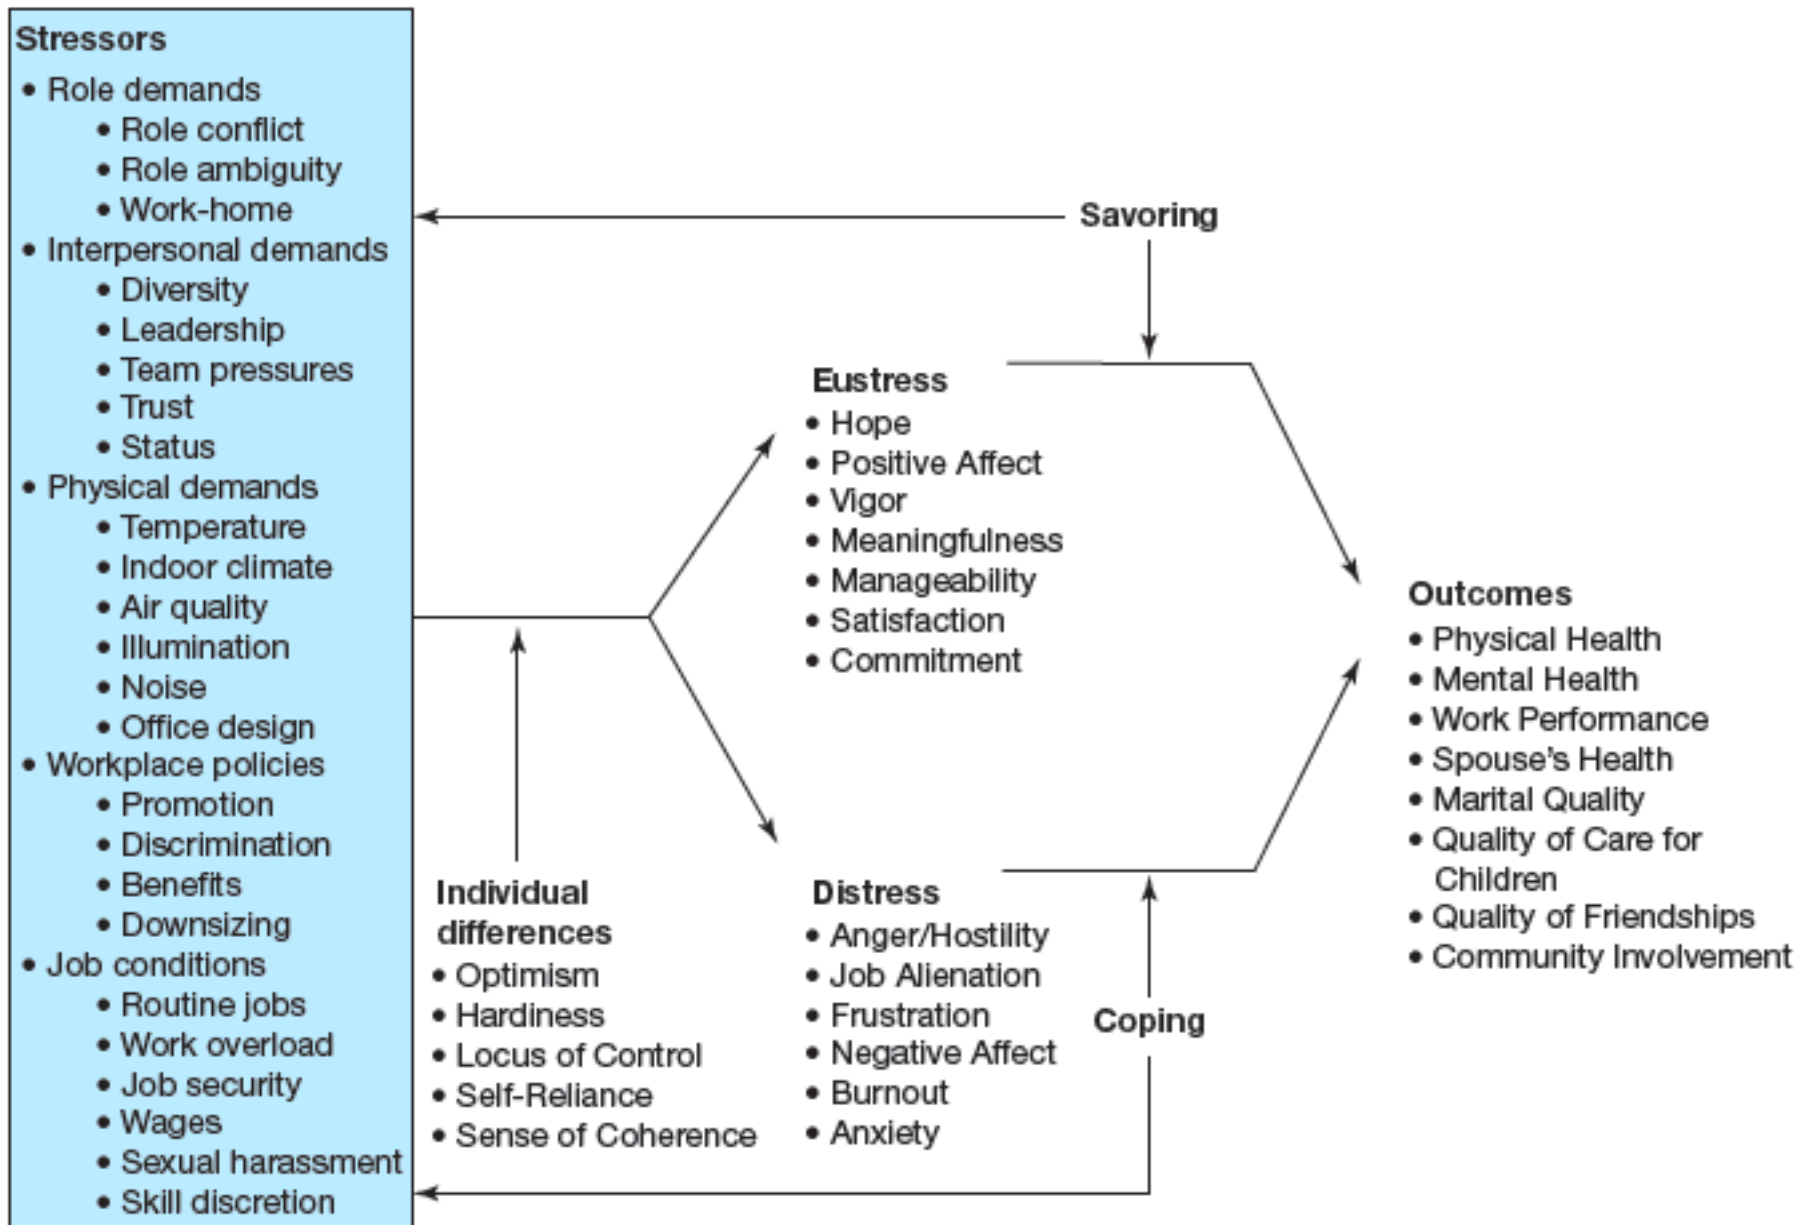 Stressors
• Role demands
• Role conflict
• Role ambiguity
• Work-home
• Interpersonal demands
• Diversity
• Leadership
• Team pressures
• Trust
• Status
• Physical demands
• Temperature
• Indoor climate
• Air quality
• Illumination
• Noise
• Office design
• Workplace policies
• Promotion
• Discrimination
• Benefits
• Downsizing
• Job conditions
• Routine jobs
• Work overload
• Job security
• Wages
• Sexual harassment
• Skill discretion
Individual
differences
• Optimism
• Hardiness
• Locus of Control
• Self-Reliance
• Sense of Coherence
Savoring
Eustress
• Hope
• Positive Affect
• Vigor
• Meaningfulness
• Manageability
• Satisfaction
• Commitment
Distress
• Anger/Hostility
• Job Alienation
• Frustration
• Negative Affect
• Burnout
• Anxiety
Coping
Outcomes
• Physical Health
• Mental Health
• Work Performance
• Spouse’s Health
• Marital Quality
• Quality of Care for
Children
• Quality of Friendships
• Community Involvement